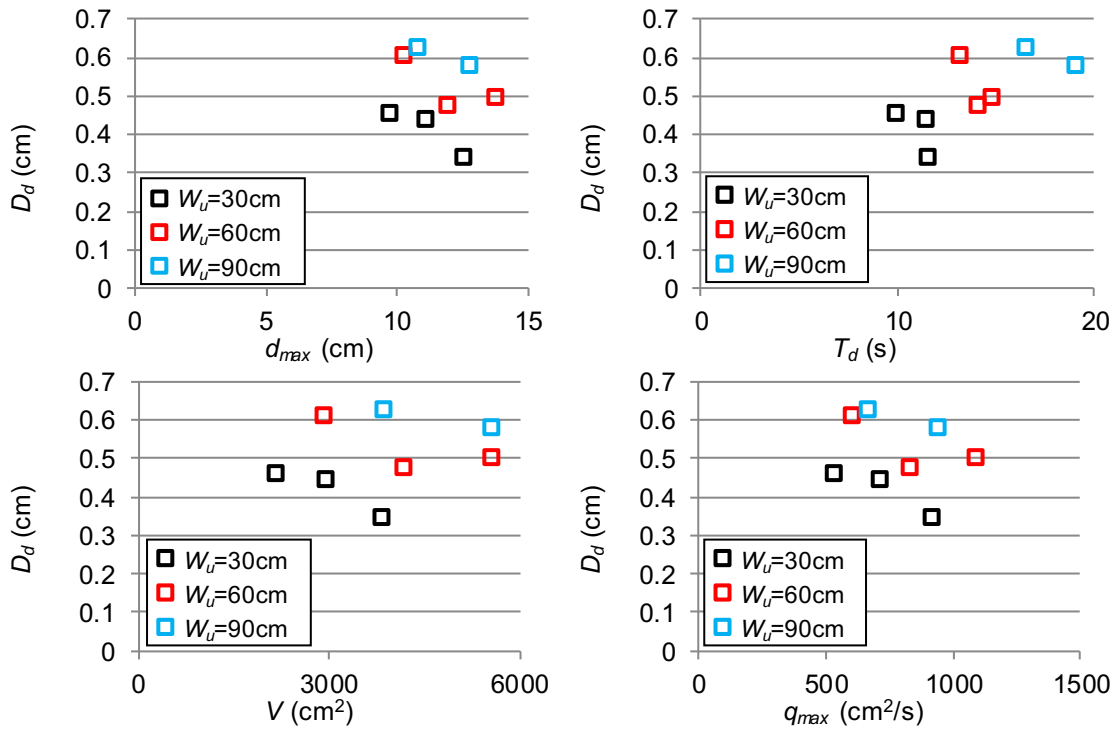 0.7
0.6
0.5
0.4
0.3
0.2
0.1
0
D_d (cm)
W_u=30cm
W_u=60cm
W_u=90cm
0 5 10 15
d_max (cm)
0.7
0.6
0.5
0.4
0.3
0.2
0.1
0
D_d (cm)
W_u=30cm
W_u=60cm
W_u=90cm
0 10 20
T_d (s)
0.7
0.6
0.5
0.4
0.3
0.2
0.1
0
D_d (cm)
W_u=30cm
W_u=60cm
W_u=90cm
0 3000 6000
V (cm²)
0.7
0.6
0.5
0.4
0.3
0.2
0.1
0
D_d (cm)
W_u=30cm
W_u=60cm
W_u=90cm
0 500 1000 1500
q_max (cm²/s)